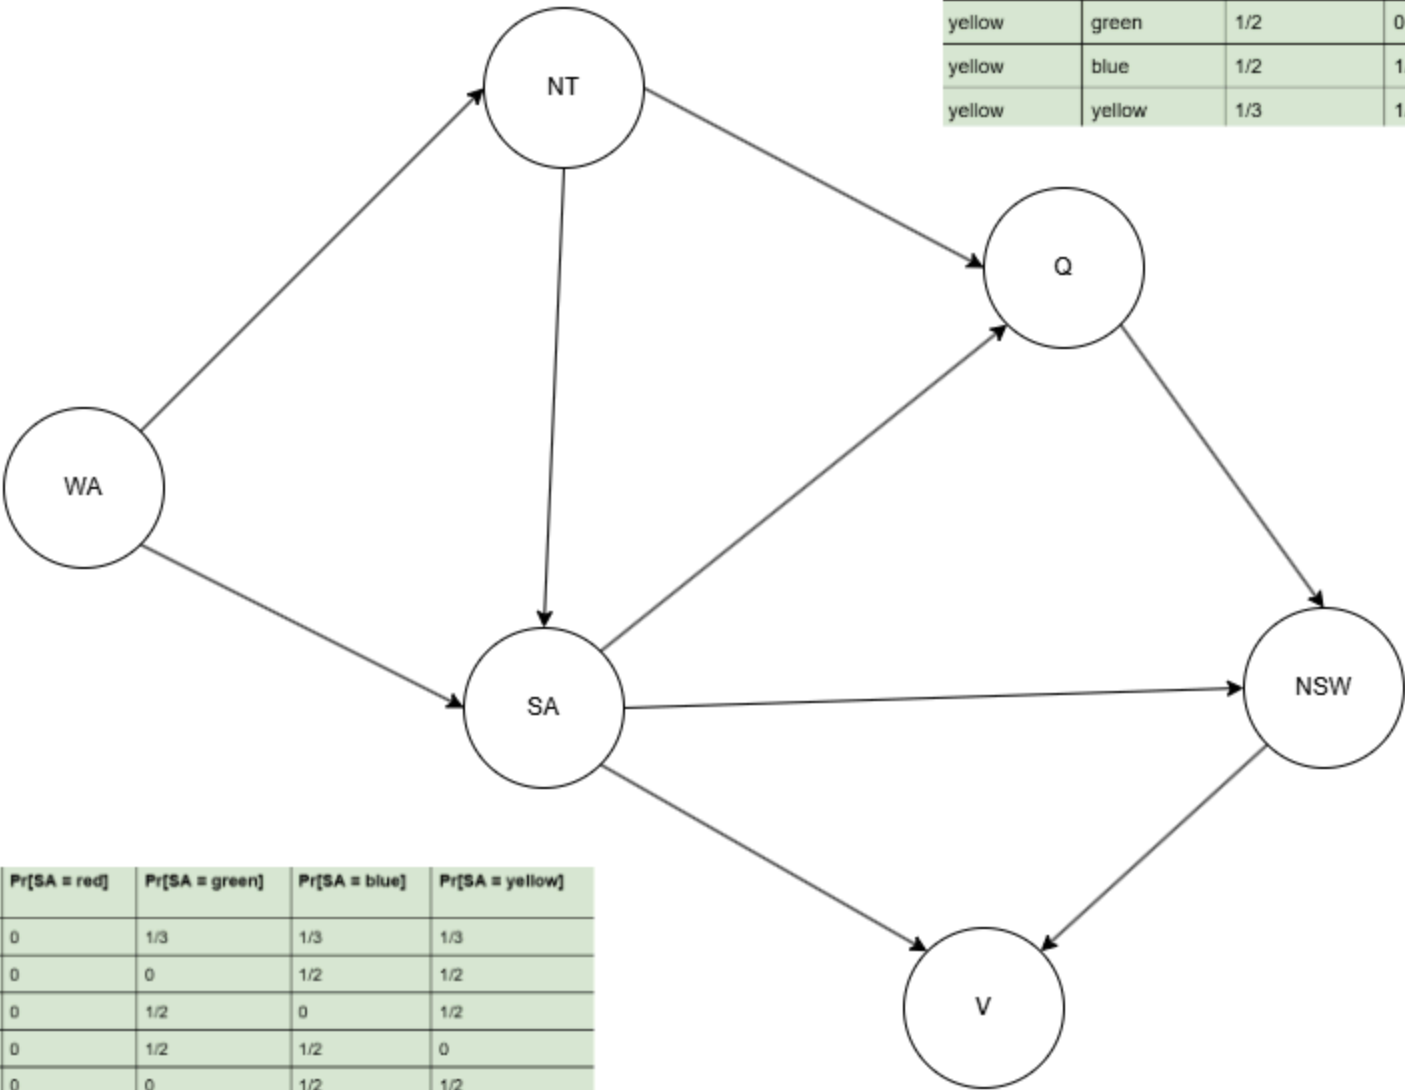 yellow green 1/2 0
yellow blue 1/2 1
yellow yellow 1/3 1
NT
Q
WA
SA
NSW
V
Pr[SA = red] Pr[SA = green] Pr[SA = blue] Pr[SA = yellow]
0 1/3 1/3 1/3
0 0 1/2 1/2
0 1/2 0 1/2
0 1/2 1/2 0
0 0 1/2 1/2